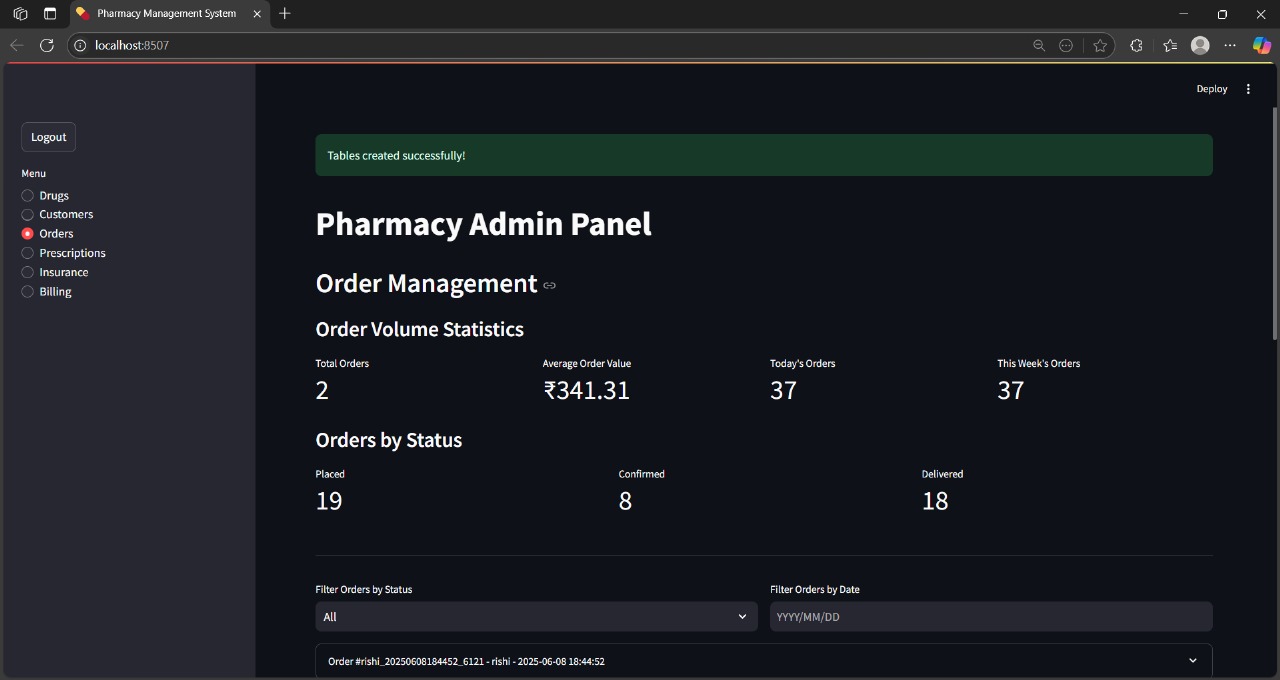 Pharmacy Management System
localhost:8507
Deploy
Logout
Menu
Drugs
Customers
Orders
Prescriptions
Insurance
Billing
Tables created successfully!
Pharmacy Admin Panel
Order Management
Order Volume Statistics
Total Orders
2
Average Order Value
₹341.31
Today's Orders
37
This Week's Orders
37
Orders by Status
Placed
19
Confirmed
8
Delivered
18
Filter Orders by Status
All
Filter Orders by Date
YYYY/MM/DD
Order #rishi_20250608184452_6121 - rishi - 2025-06-08 18:44:52